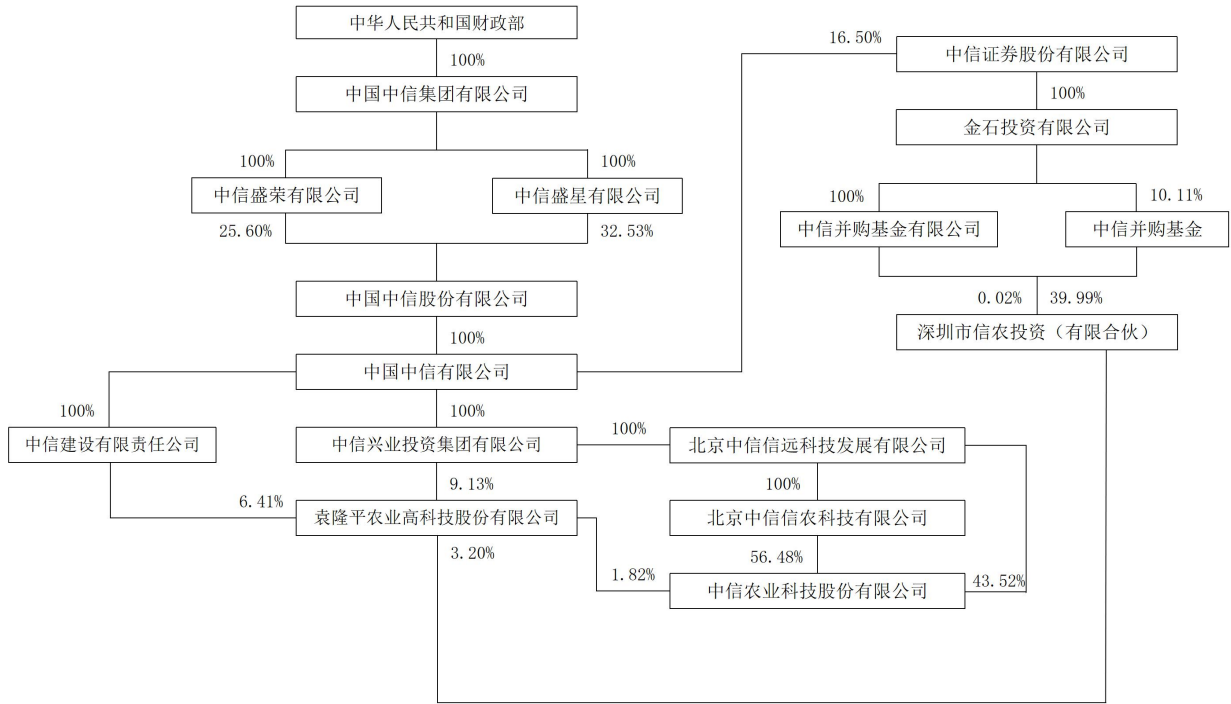 中华人民共和国财政部
16.50%
中信证券股份有限公司
100%
中国中信集团有限公司
100%
金石投资有限公司
100%
100%
中信盛荣有限公司
中信盛星有限公司
100%
10.11%
25.60%
32.53%
中信并购基金有限公司
中信并购基金
中国中信股份有限公司
0.02%
39.99%
深圳市信农投资（有限合伙）
100%
中国中信有限公司
100%
100%
中信建设有限责任公司
中信兴业投资集团有限公司
100%
北京中信信远科技发展有限公司
9.13%
100%
6.41%
袁隆平农业高科技股份有限公司
北京中信信农科技有限公司
3.20%
56.48%
1.82%
中信农业科技股份有限公司
43.52%